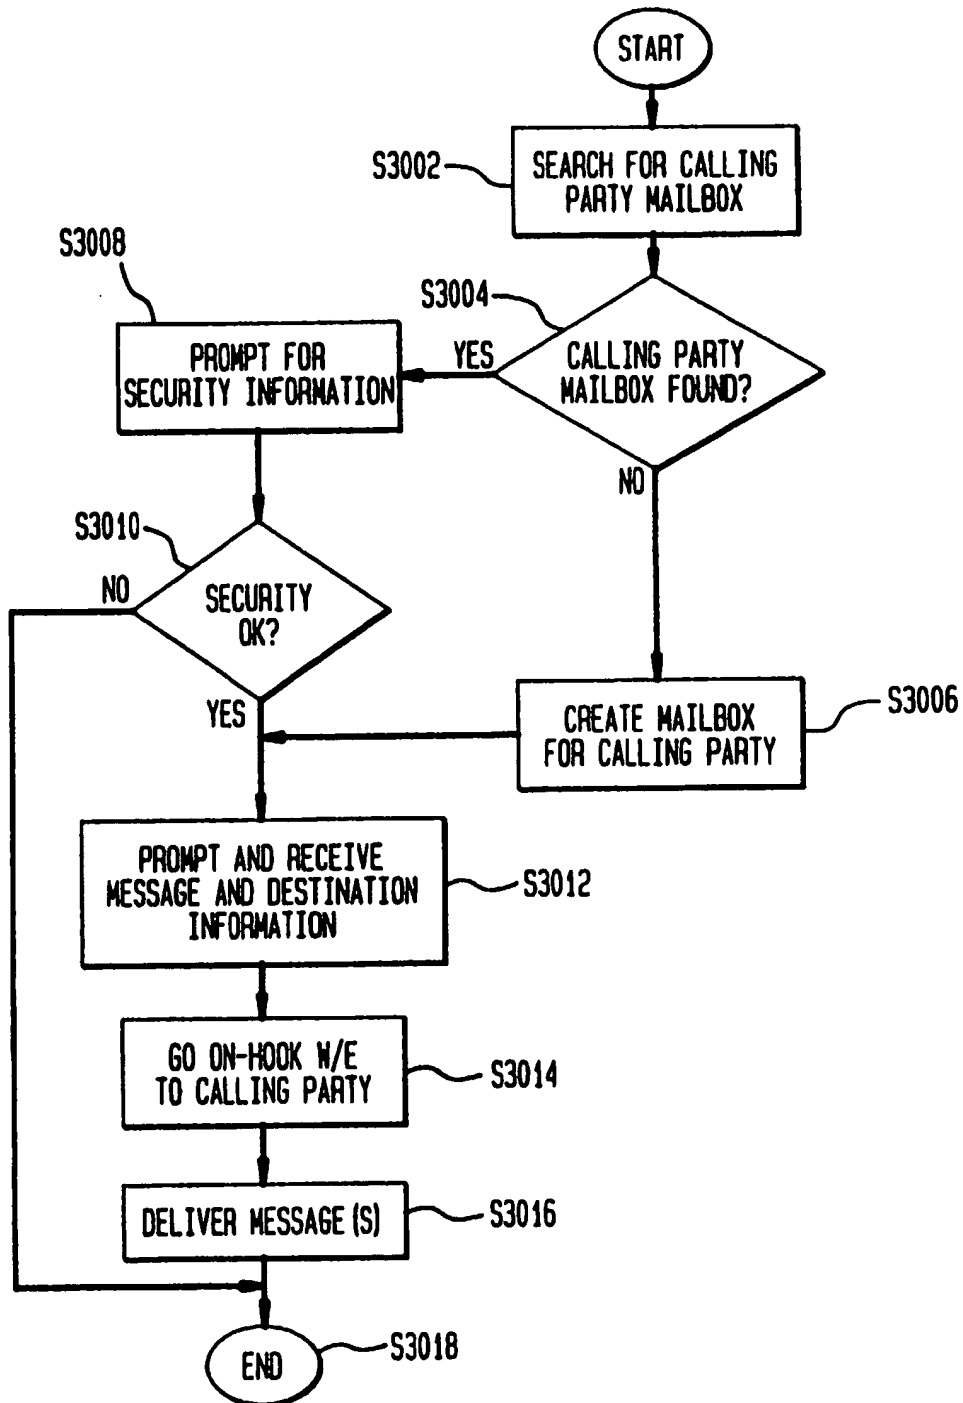 START
S3002
SEARCH FOR CALLING
PARTY MAILBOX
S3008
S3004
PROMPT FOR
SECURITY INFORMATION
YES
CALLING PARTY
MAILBOX FOUND?
NO
S3010
NO
SECURITY
OK?
YES
CREATE MAILBOX
FOR CALLING PARTY
S3006
PROMPT AND RECEIVE
MESSAGE AND DESTINATION
INFORMATION
S3012
GO ON-HOOK W/E
TO CALLING PARTY
S3014
DELIVER MESSAGE(S)
S3016
END
S3018